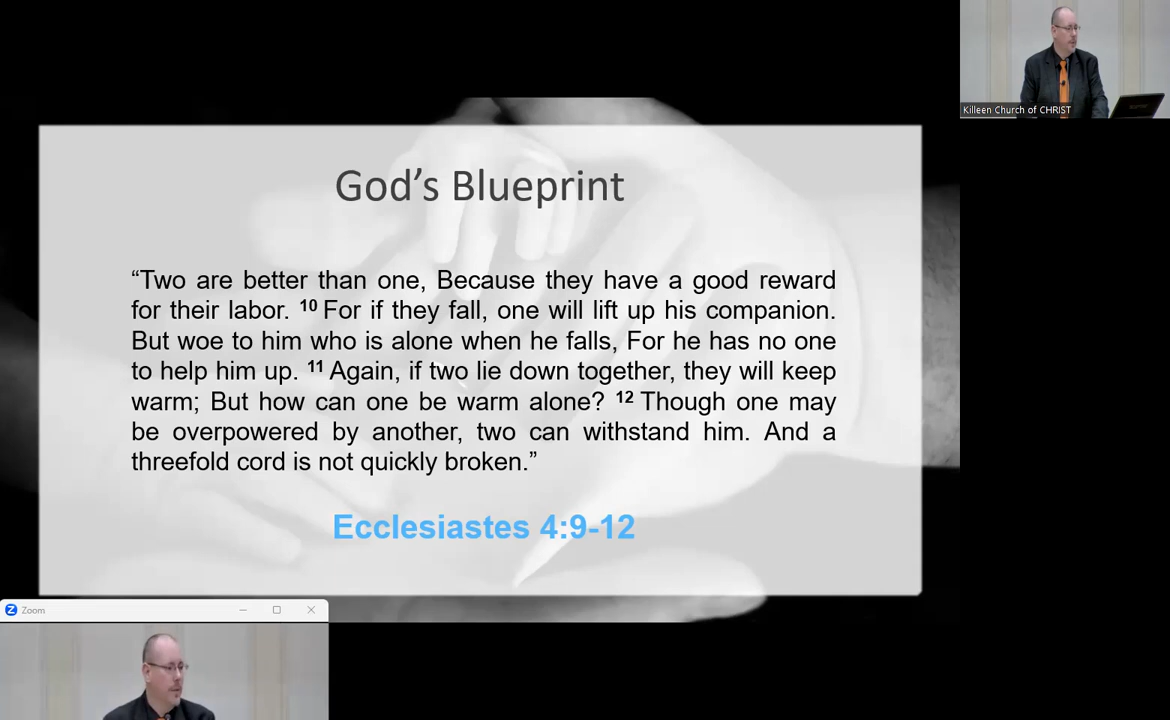 God’s Blueprint
“Two are better than one, Because they have a good reward
for their labor. 10 For if they fall, one will lift up his companion.
But woe to him who is alone when he falls, For he has no one
to help him up. 11 Again, if two lie down together, they will keep
warm; But how can one be warm alone? 12 Though one may
be overpowered by another, two can withstand him. And a
threefold cord is not quickly broken.”
Ecclesiastes 4:9-12
Killeen Church of CHRIST
Zoom